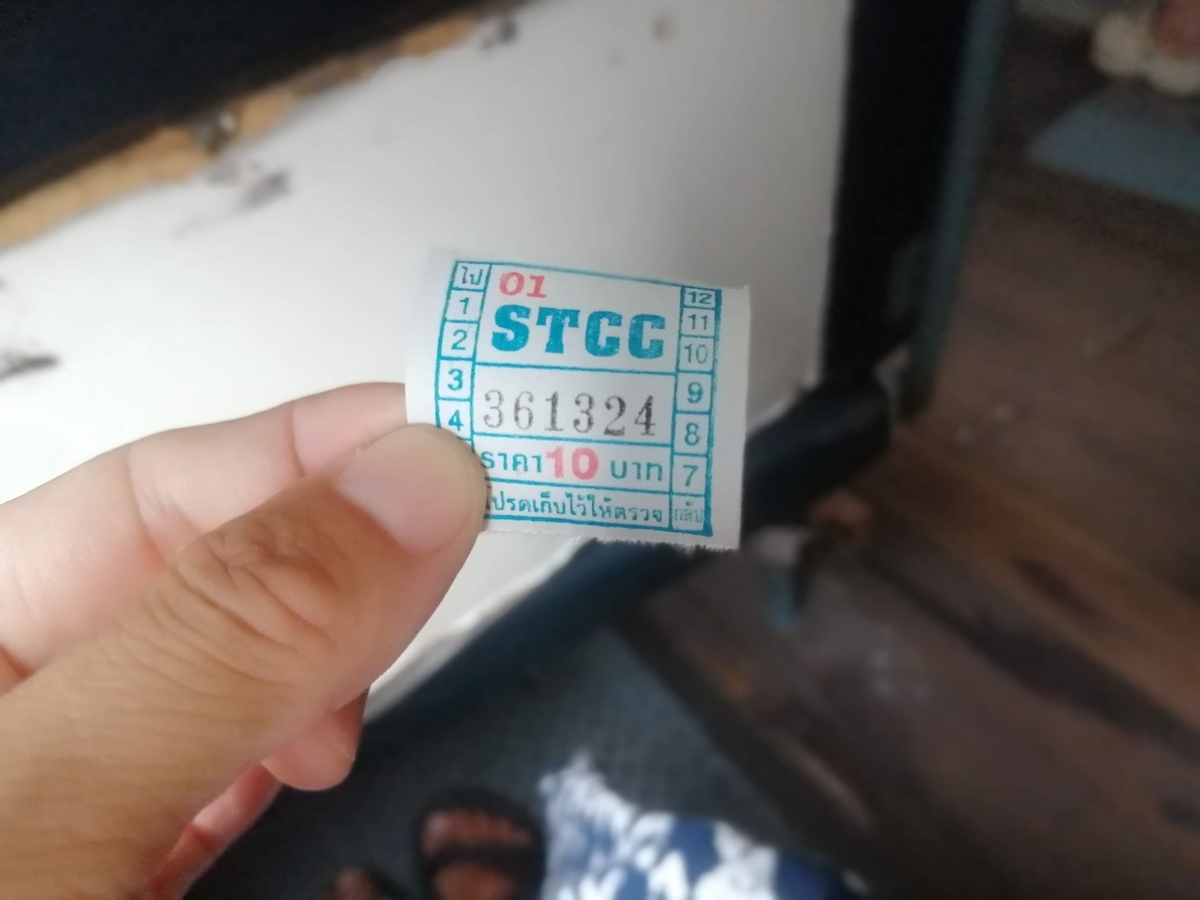 ไป 01 12
1 STCC 11
2 10
3 361324 9
4 8
ราคา 10 บาท 7
โปรดเก็บไว้ให้ตรวจ กลับ